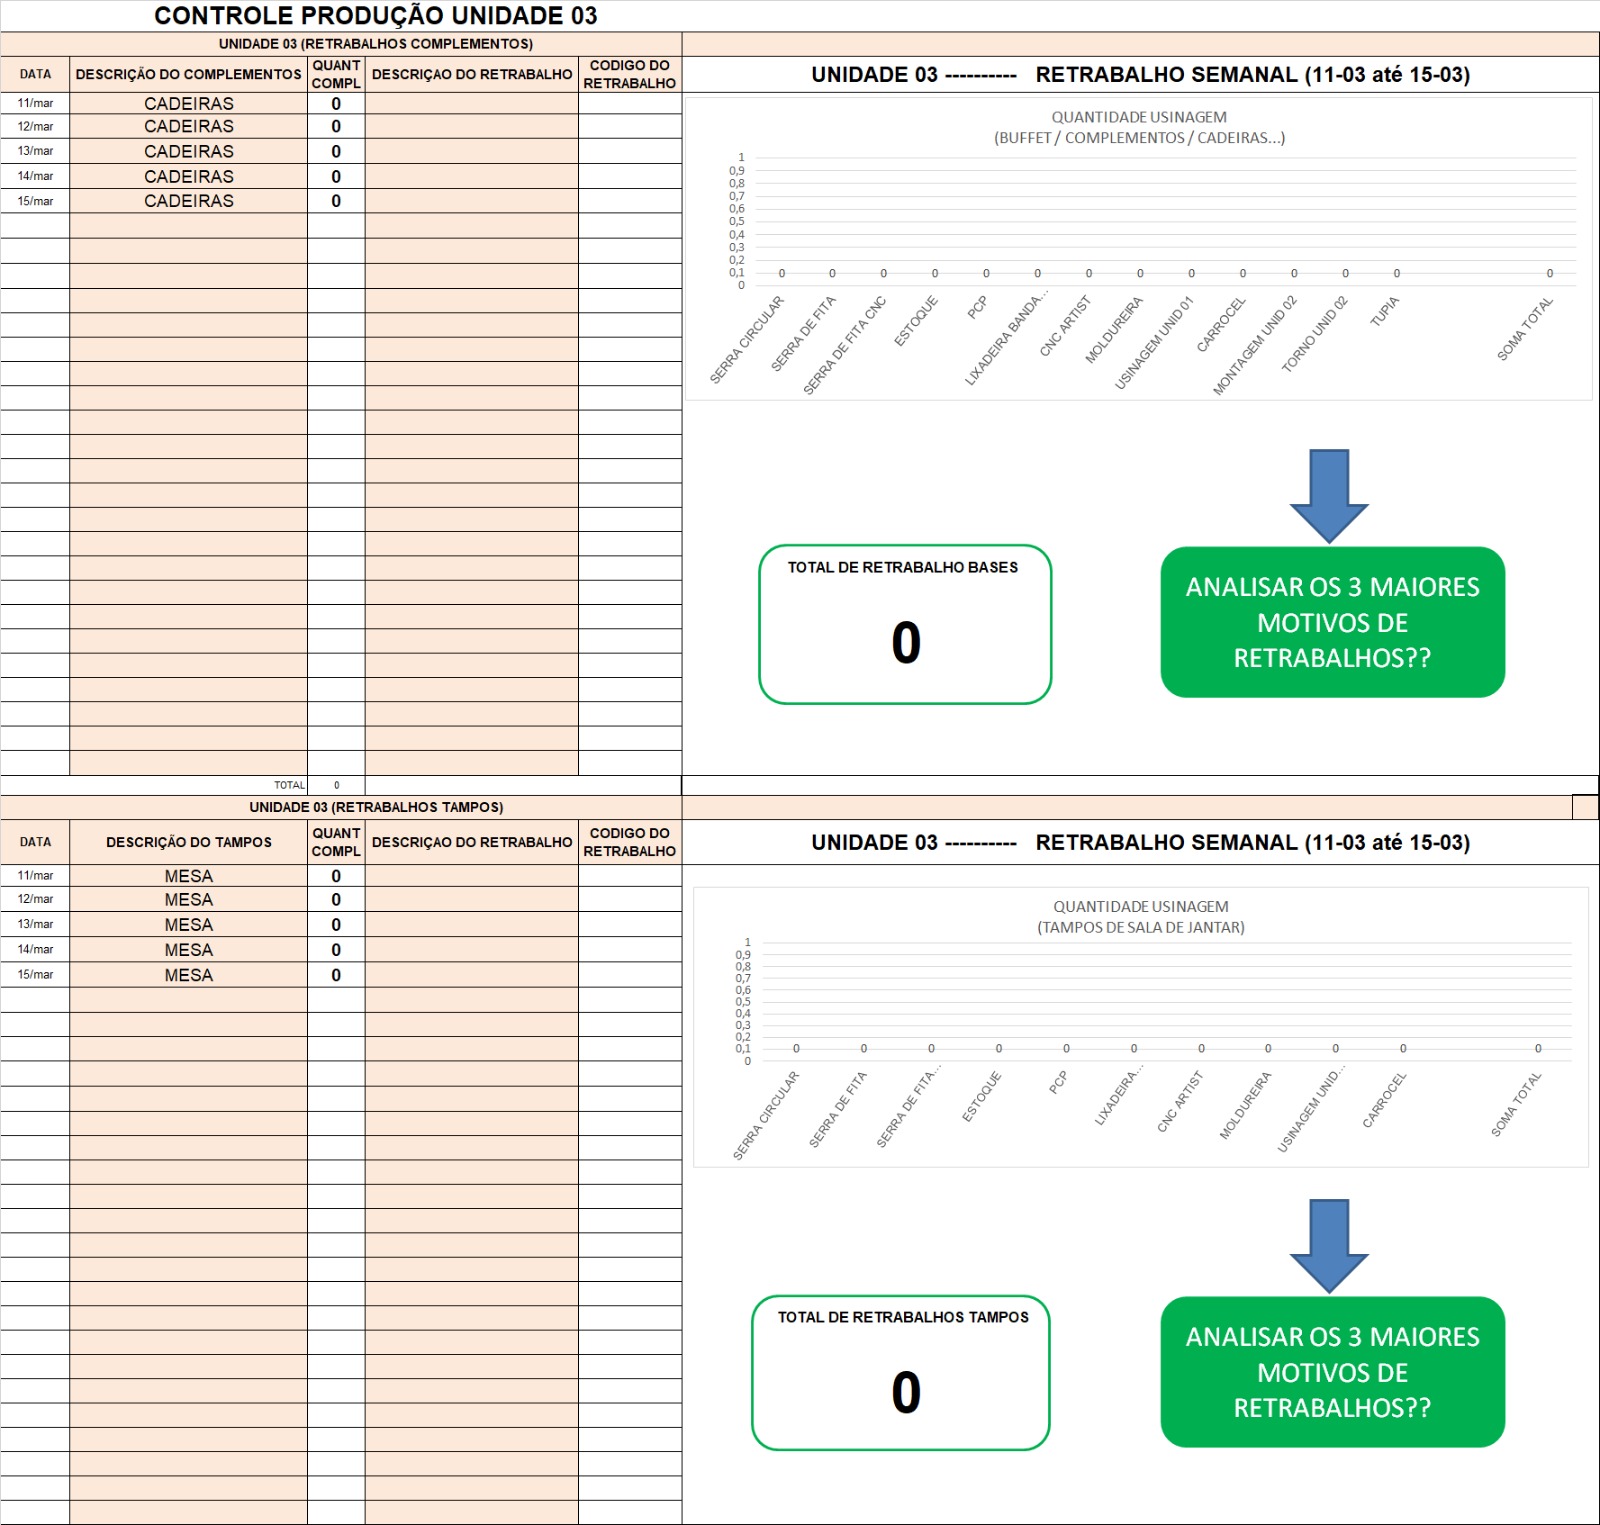 CONTROLE PRODUÇÃO UNIDADE 03
UNIDADE 03 (RETRABALHOS COMPLEMENTOS)
DATA DESCRIÇÃO DO COMPLEMENTOS QUANT COMPL DESCRIÇAO DO RETRABALHO CODIGO DO RETRABALHO
11/mar CADEIRAS 0
12/mar CADEIRAS 0
13/mar CADEIRAS 0
14/mar CADEIRAS 0
15/mar CADEIRAS 0
TOTAL 0
UNIDADE 03 ---------- RETRABALHO SEMANAL (11-03 até 15-03)
QUANTIDADE USINAGEM
(BUFFET / COMPLEMENTOS / CADEIRAS...)
1
0,9
0,8
0,7
0,6
0,5
0,4
0,3
0,2
0,1
0
0 0 0 0 0 0 0 0 0 0 0 0 0 0
SERRA CIRCULAR
SERRA DE FITA
SERRA DE FITA CNC
ESTOQUE
PCP
LIXADEIRA BANDA...
CNC ARTIST
MOLDUREIRA
USINAGEM UNID 01
CARROCEL
MONTAGEM UNID 02
TORNO UNID 02
TUPIA
SOMA TOTAL
TOTAL DE RETRABALHO BASES
0
ANALISAR OS 3 MAIORES
MOTIVOS DE
RETRABALHOS??
UNIDADE 03 (RETRABALHOS TAMPOS)
DATA DESCRIÇÃO DO TAMPOS QUANT COMPL DESCRIÇAO DO RETRABALHO CODIGO DO RETRABALHO
11/mar MESA 0
12/mar MESA 0
13/mar MESA 0
14/mar MESA 0
15/mar MESA 0
UNIDADE 03 ---------- RETRABALHO SEMANAL (11-03 até 15-03)
QUANTIDADE USINAGEM
(TAMPOS DE SALA DE JANTAR)
1
0,9
0,8
0,7
0,6
0,5
0,4
0,3
0,2
0,1
0
0 0 0 0 0 0 0 0 0 0 0
SERRA CIRCULAR
SERRA DE FITA
SERRA DE FITA...
ESTOQUE
PCP
LIXADEIRA...
CNC ARTIST
MOLDUREIRA
USINAGEM UNID...
CARROCEL
SOMA TOTAL
TOTAL DE RETRABALHOS TAMPOS
0
ANALISAR OS 3 MAIORES
MOTIVOS DE
RETRABALHOS??